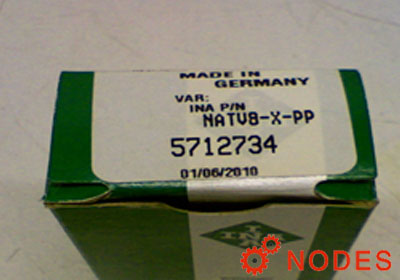 MADE IN
GERMANY
VAR:
INA P/N
NATV8-X-PP
5712734
01/06/2010
INA
NODES